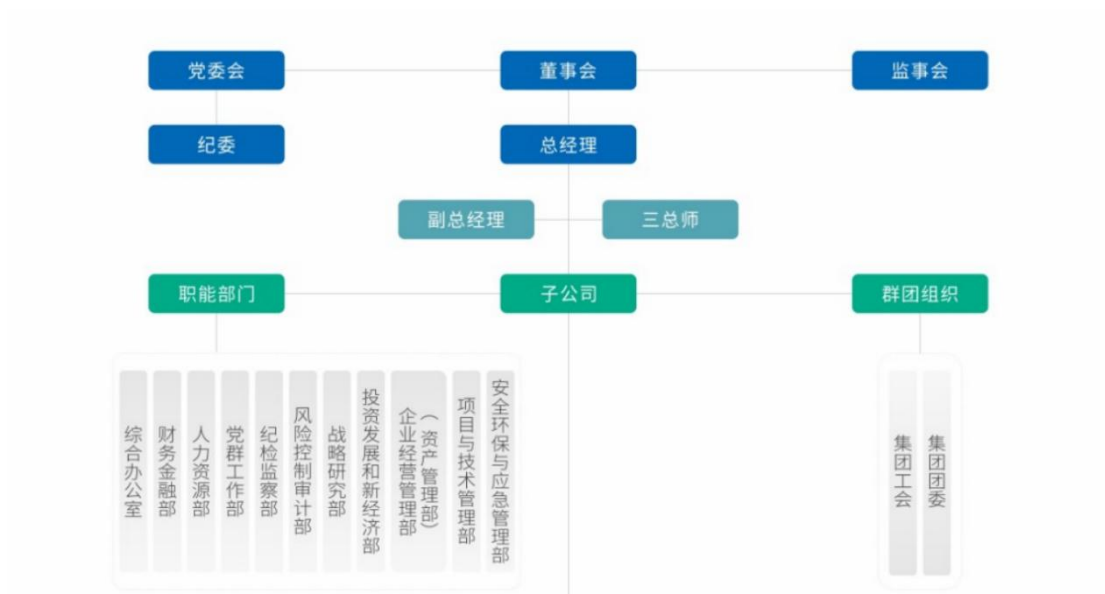 党委会
董事会
监事会
纪委
总经理
副总经理
三总师
职能部门
子公司
群团组织
综合办公室
财务金融部
人力资源部
党群工作部
纪检监察部
风险控制审计部
战略研究部
投资发展和新经济部
企业经营管理部
（资产管理部）
项目与技术管理部
安全环保与应急管理部
集团工会
集团团委